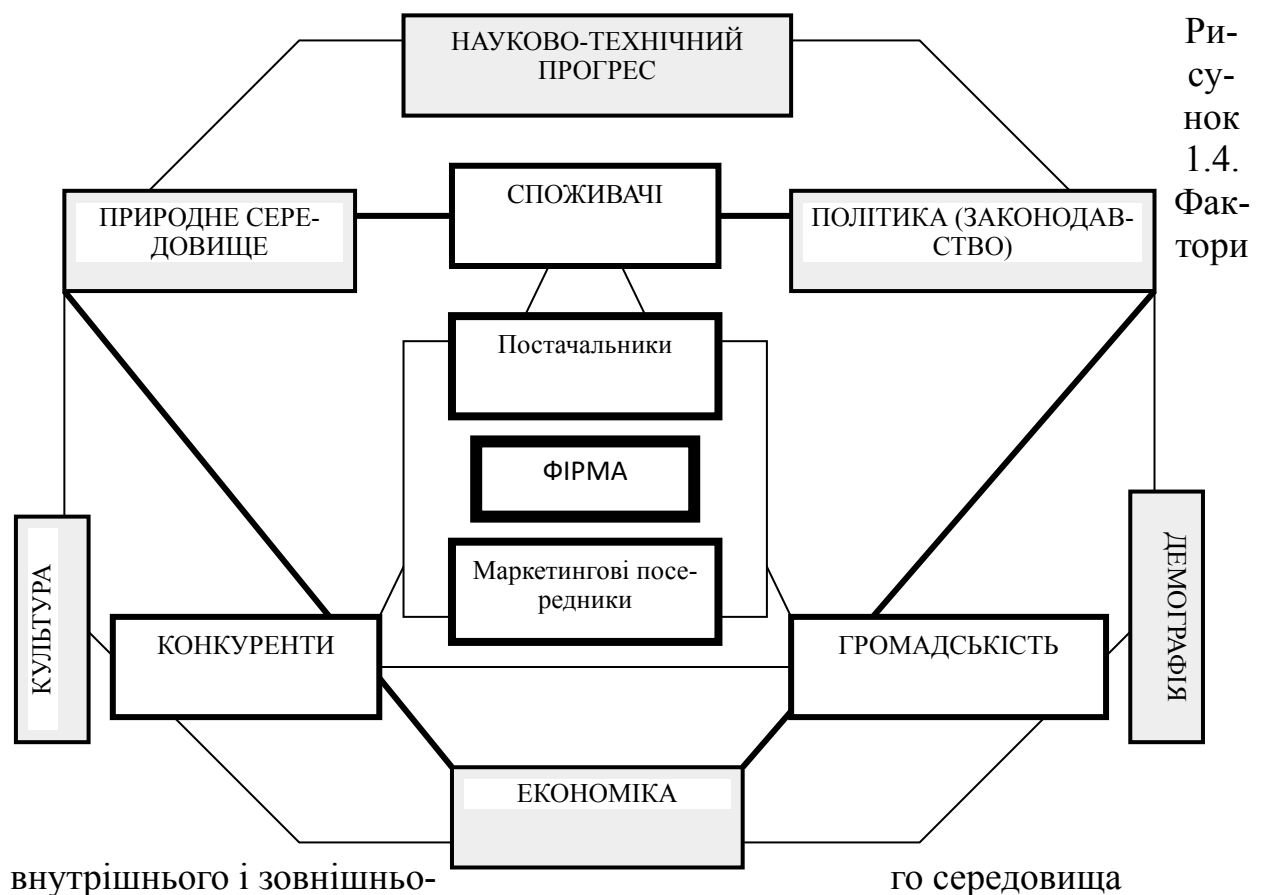 НАУКОВО-ТЕХНІЧНИЙ
ПРОГРЕС
Ри-
су-
нок
1.4.
Фак-
тори
ПРИРОДНЕ СЕРЕ-
ДОВИЩЕ
СПОЖИВАЧІ
ПОЛІТИКА (ЗАКОНОДАВ-
СТВО)
Постачальники
ФІРМА
Маркетингові посе-
редники
КУЛЬТУРА
КОНКУРЕНТИ
ГРОМАДСЬКІСТЬ
ДЕМОГРАФІЯ
ЕКОНОМІКА
внутрішнього і зовнішньо-
го середовища